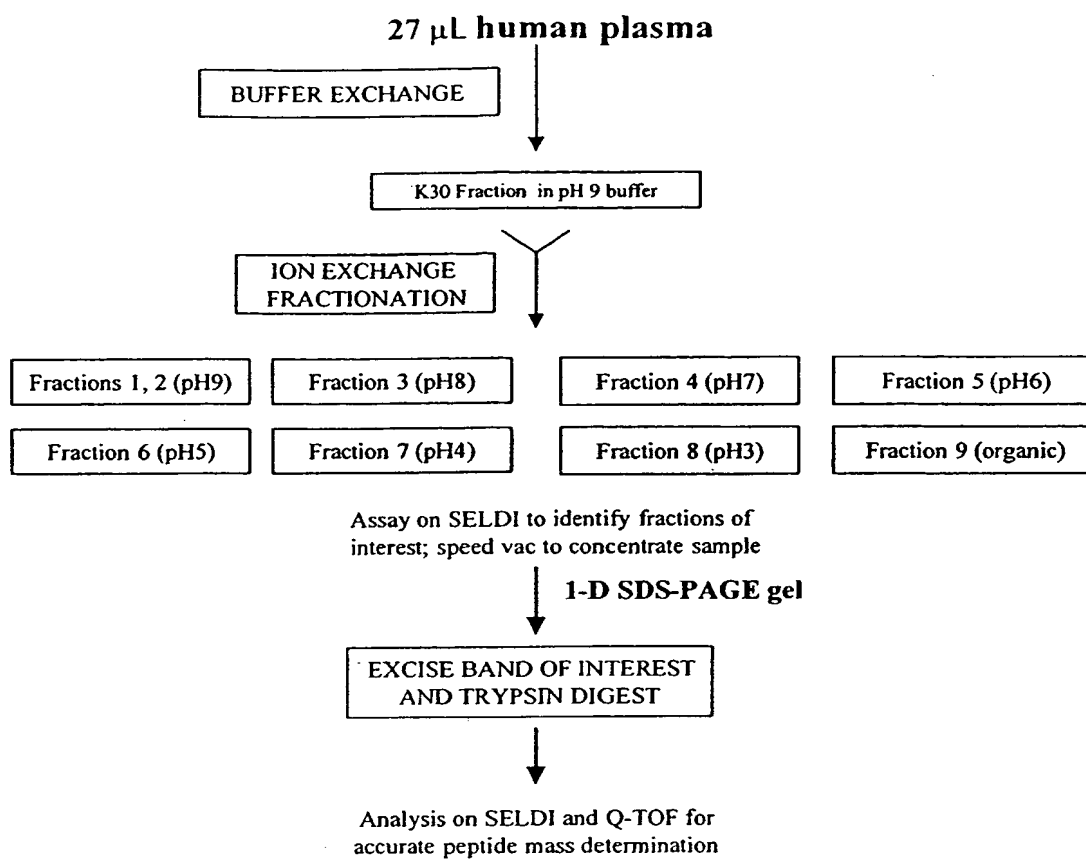 27 µL human plasma
BUFFER EXCHANGE
K30 Fraction in pH 9 buffer
ION EXCHANGE
FRACTIONATION
Fractions 1, 2 (pH9)
Fraction 3 (pH8)
Fraction 4 (pH7)
Fraction 5 (pH6)
Fraction 6 (pH5)
Fraction 7 (pH4)
Fraction 8 (pH3)
Fraction 9 (organic)
Assay on SELDI to identify fractions of
interest; speed vac to concentrate sample
1-D SDS-PAGE gel
EXCISE BAND OF INTEREST
AND TRYPSIN DIGEST
Analysis on SELDI and Q-TOF for
accurate peptide mass determination